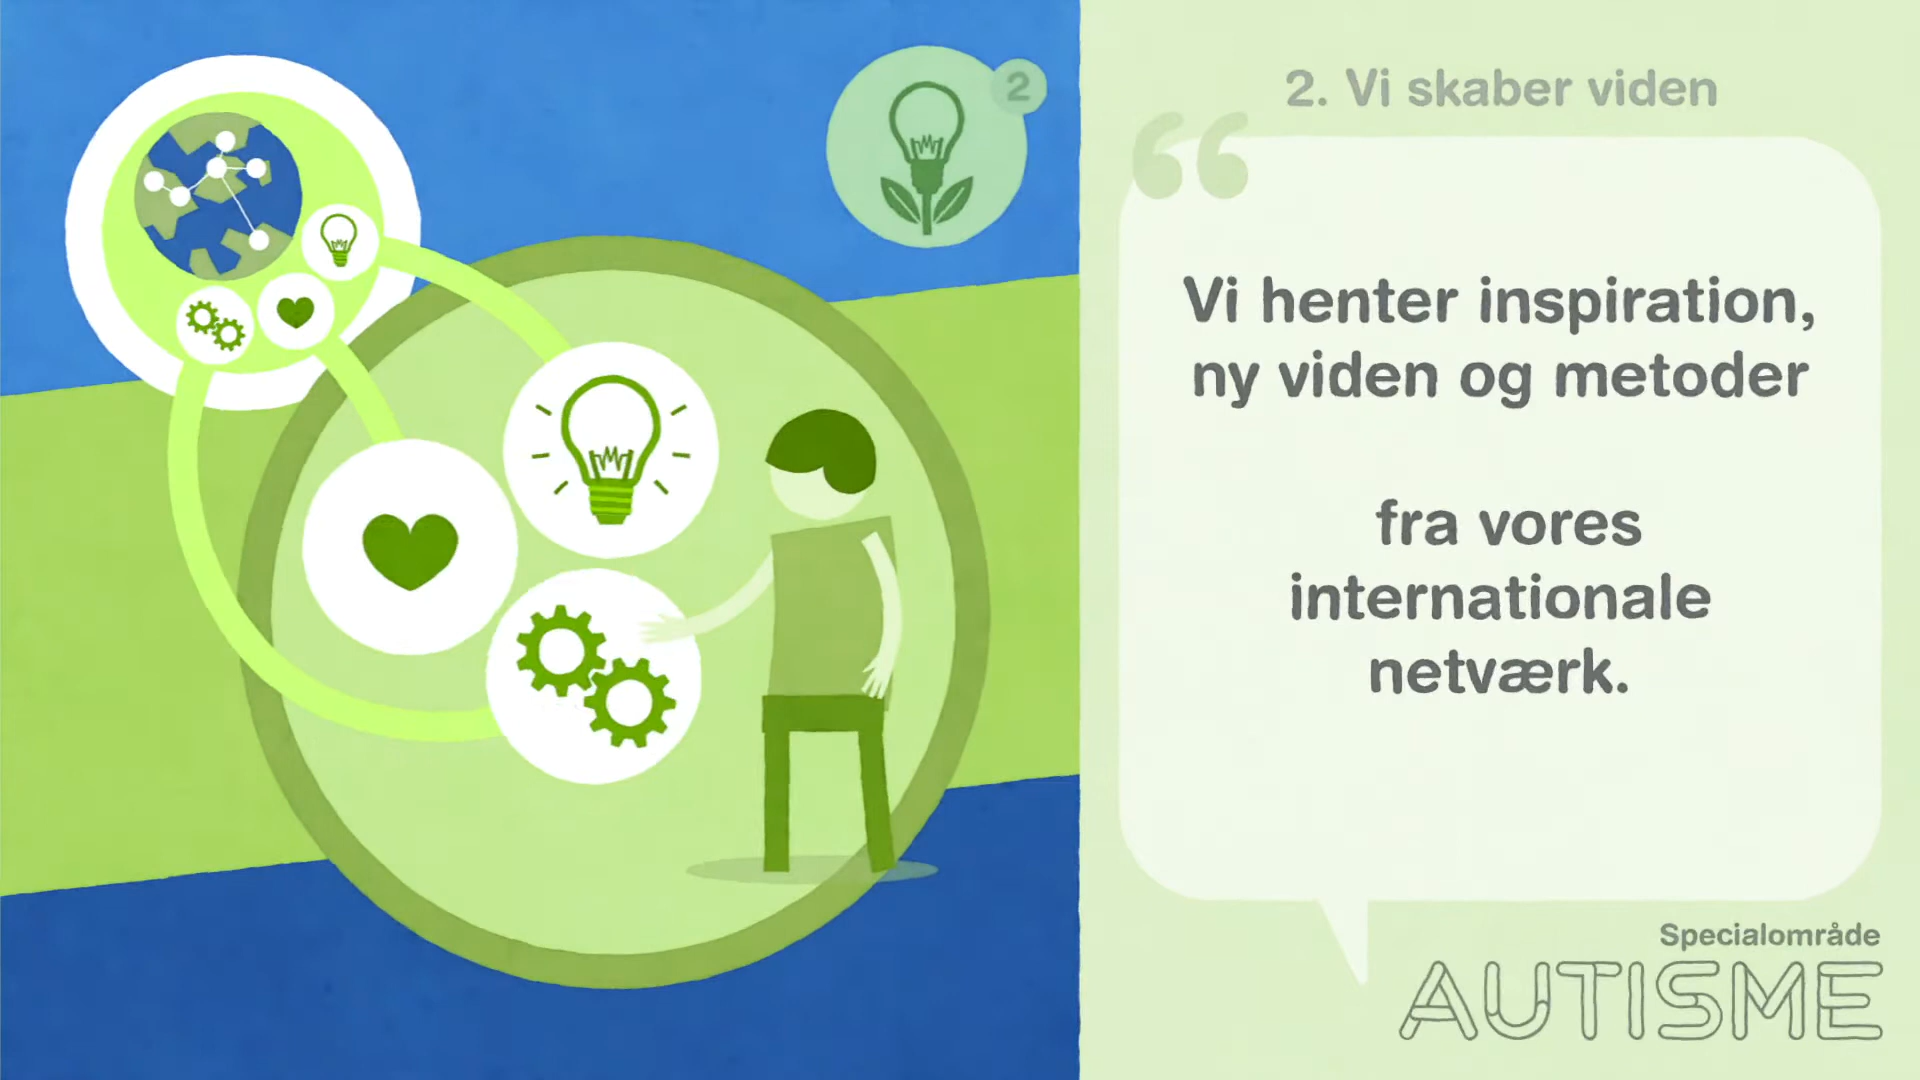 2
2. Vi skaber viden
“
Vi henter inspiration,
ny viden og metoder
fra vores
internationale
netværk.
Specialområde
AUTISME